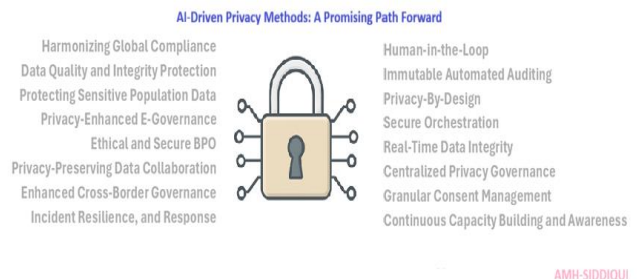 AI-Driven Privacy Methods: A Promising Path Forward
Harmonizing Global Compliance
Data Quality and Integrity Protection
Protecting Sensitive Population Data
Privacy-Enhanced E-Governance
Ethical and Secure BPO
Privacy-Preserving Data Collaboration
Enhanced Cross-Border Governance
Incident Resilience, and Response
Human-in-the-Loop
Immutable Automated Auditing
Privacy-By-Design
Secure Orchestration
Real-Time Data Integrity
Centralized Privacy Governance
Granular Consent Management
Continuous Capacity Building and Awareness
AMH-SIDDIQUI